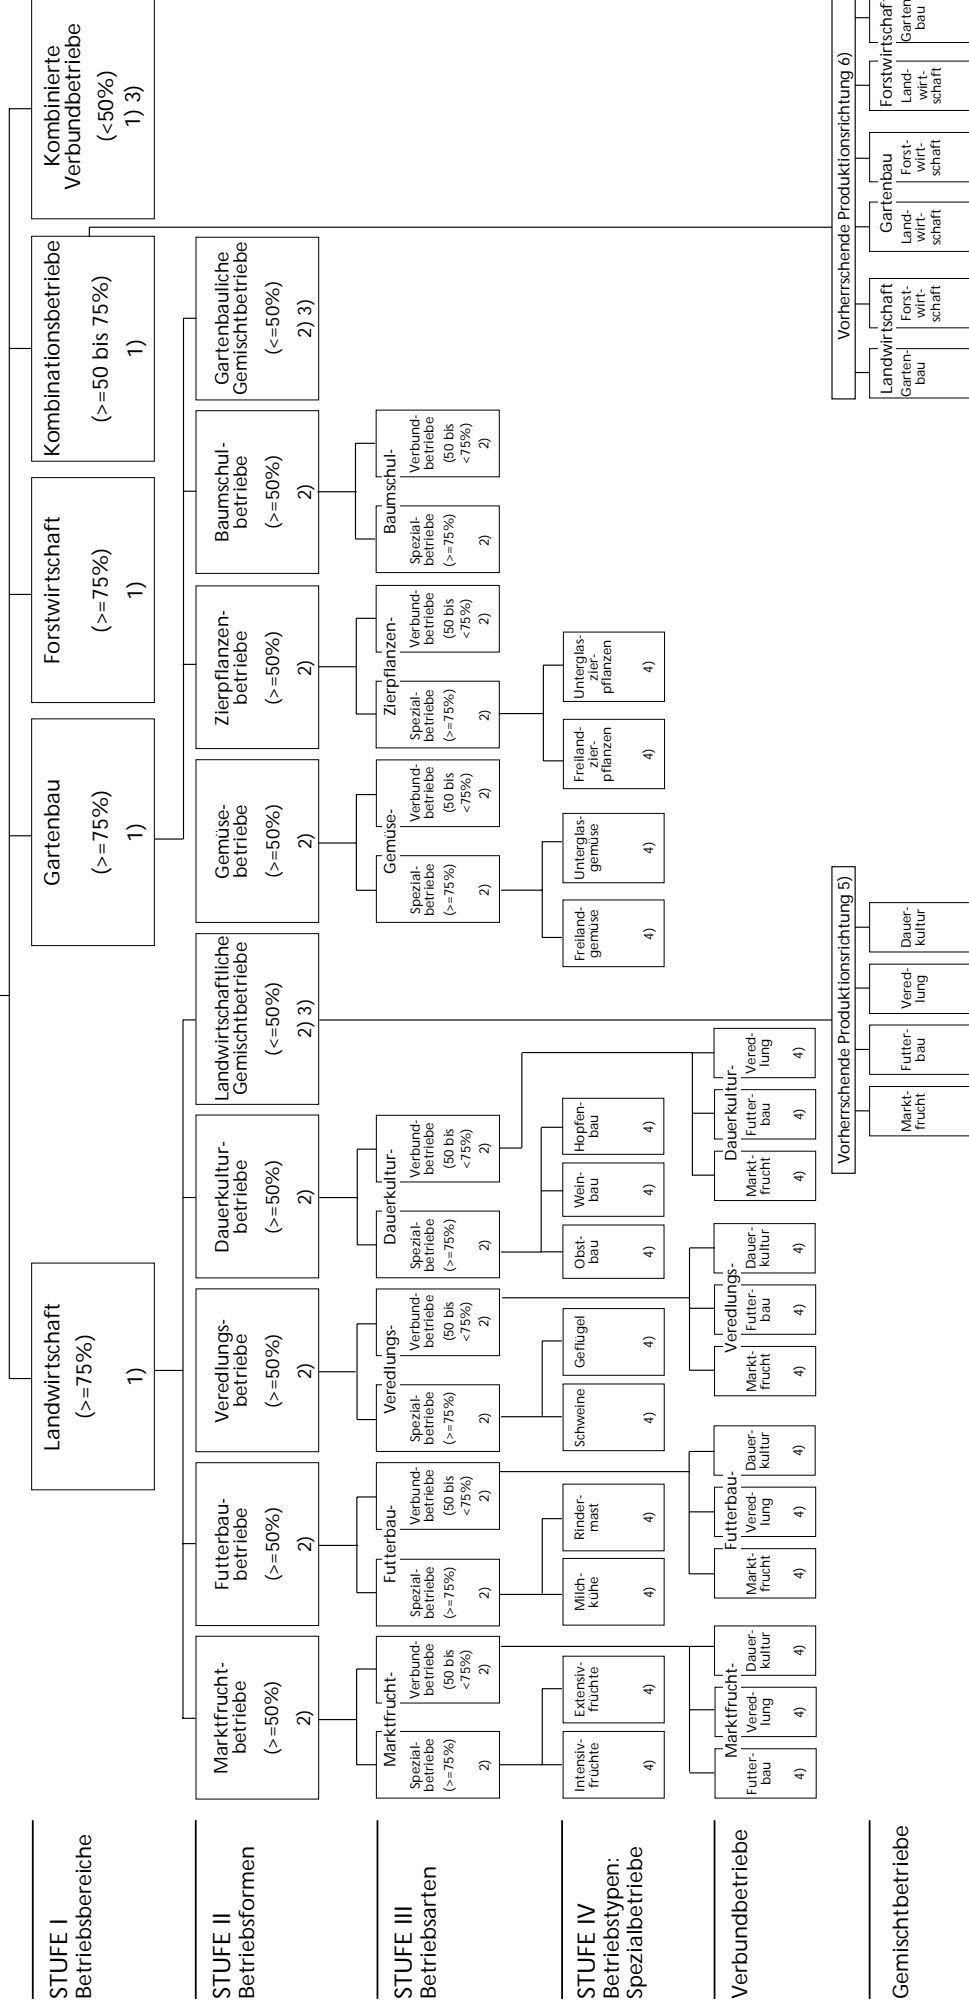 STUFE I
Betriebsbereiche
Landwirtschaft
(>=75%)
1)
Gartenbau
(>=75%)
1)
Forstwirtschaft
(>=75%)
1)
Kombinationsbetriebe
(>=50 bis 75%)
1)
Kombinierte
Verbundbetriebe
(<50%)
1) 3)
STUFE II
Betriebsformen
Marktfrucht-
betriebe
(>=50%)
2)
Futterbau-
betriebe
(>=50%)
2)
Veredlungs-
betriebe
(>=50%)
2)
Dauerkultur-
betriebe
(>=50%)
2)
Landwirtschaftliche
Gemischtbetriebe
(<=50%)
2) 3)
Gemüse-
betriebe
(>=50%)
2)
Zierpflanzen-
betriebe
(>=50%)
2)
Baumschul-
betriebe
(>=50%)
2)
Gartenbauliche
Gemischtbetriebe
(<=50%)
2) 3)
STUFE III
Betriebsarten
Marktfrucht-
Spezial-
betriebe
(>=75%)
2)
Verbund-
betriebe
(50 bis
<75%)
2)
Futterbau-
Spezial-
betriebe
(>=75%)
2)
Verbund-
betriebe
(50 bis
<75%)
2)
Veredlungs-
Spezial-
betriebe
(>=75%)
2)
Verbund-
betriebe
(50 bis
<75%)
2)
Dauerkultur-
Spezial-
betriebe
(>=75%)
2)
Verbund-
betriebe
(50 bis
<75%)
2)
Gemüse-
Spezial-
betriebe
(>=75%)
2)
Verbund-
betriebe
(50 bis
<75%)
2)
Zierpflanzen-
Spezial-
betriebe
(>=75%)
2)
Verbund-
betriebe
(50 bis
<75%)
2)
Baumschul-
Spezial-
betriebe
(>=75%)
2)
Verbund-
betriebe
(50 bis
<75%)
2)
STUFE IV
Betriebstypen:
Spezialbetriebe
Intensiv-
früchte
4)
Extensiv-
früchte
4)
Milch-
kühe
4)
Rinder-
mast
4)
Schweine
4)
Geflügel
4)
Obst-
bau
4)
Wein-
bau
4)
Hopfen-
bau
4)
Freiland-
gemüse
4)
Unterglas-
gemüse
4)
Freiland-
zier-
pflanzen
4)
Unterglas-
zier-
pflanzen
4)
Verbundbetriebe
Marktfrucht-
Futter-
bau
4)
Vered-
lung
4)
Dauer-
kultur
4)
Futterbau-
Markt-
frucht
4)
Vered-
lung
4)
Dauer-
kultur
4)
Veredlungs-
Markt-
frucht
4)
Futter-
bau
4)
Dauer-
kultur
4)
Dauerkultur-
Markt-
frucht
4)
Futter-
bau
4)
Vered-
lung
4)
Gemischtbetriebe
Vorherrschende Produktionsrichtung 5)
Markt-
frucht
Futter-
bau
Vered-
lung
Dauer-
kultur
Vorherrschende Produktionsrichtung 6)
Landwirtschaft
Garten-
bau
Forst-
wirt-
schaft
Gartenbau
Land-
wirt-
schaft
Forst-
wirt-
schaft
Forstwirtschaft
Land-
wirt-
schaft
Garten
bau